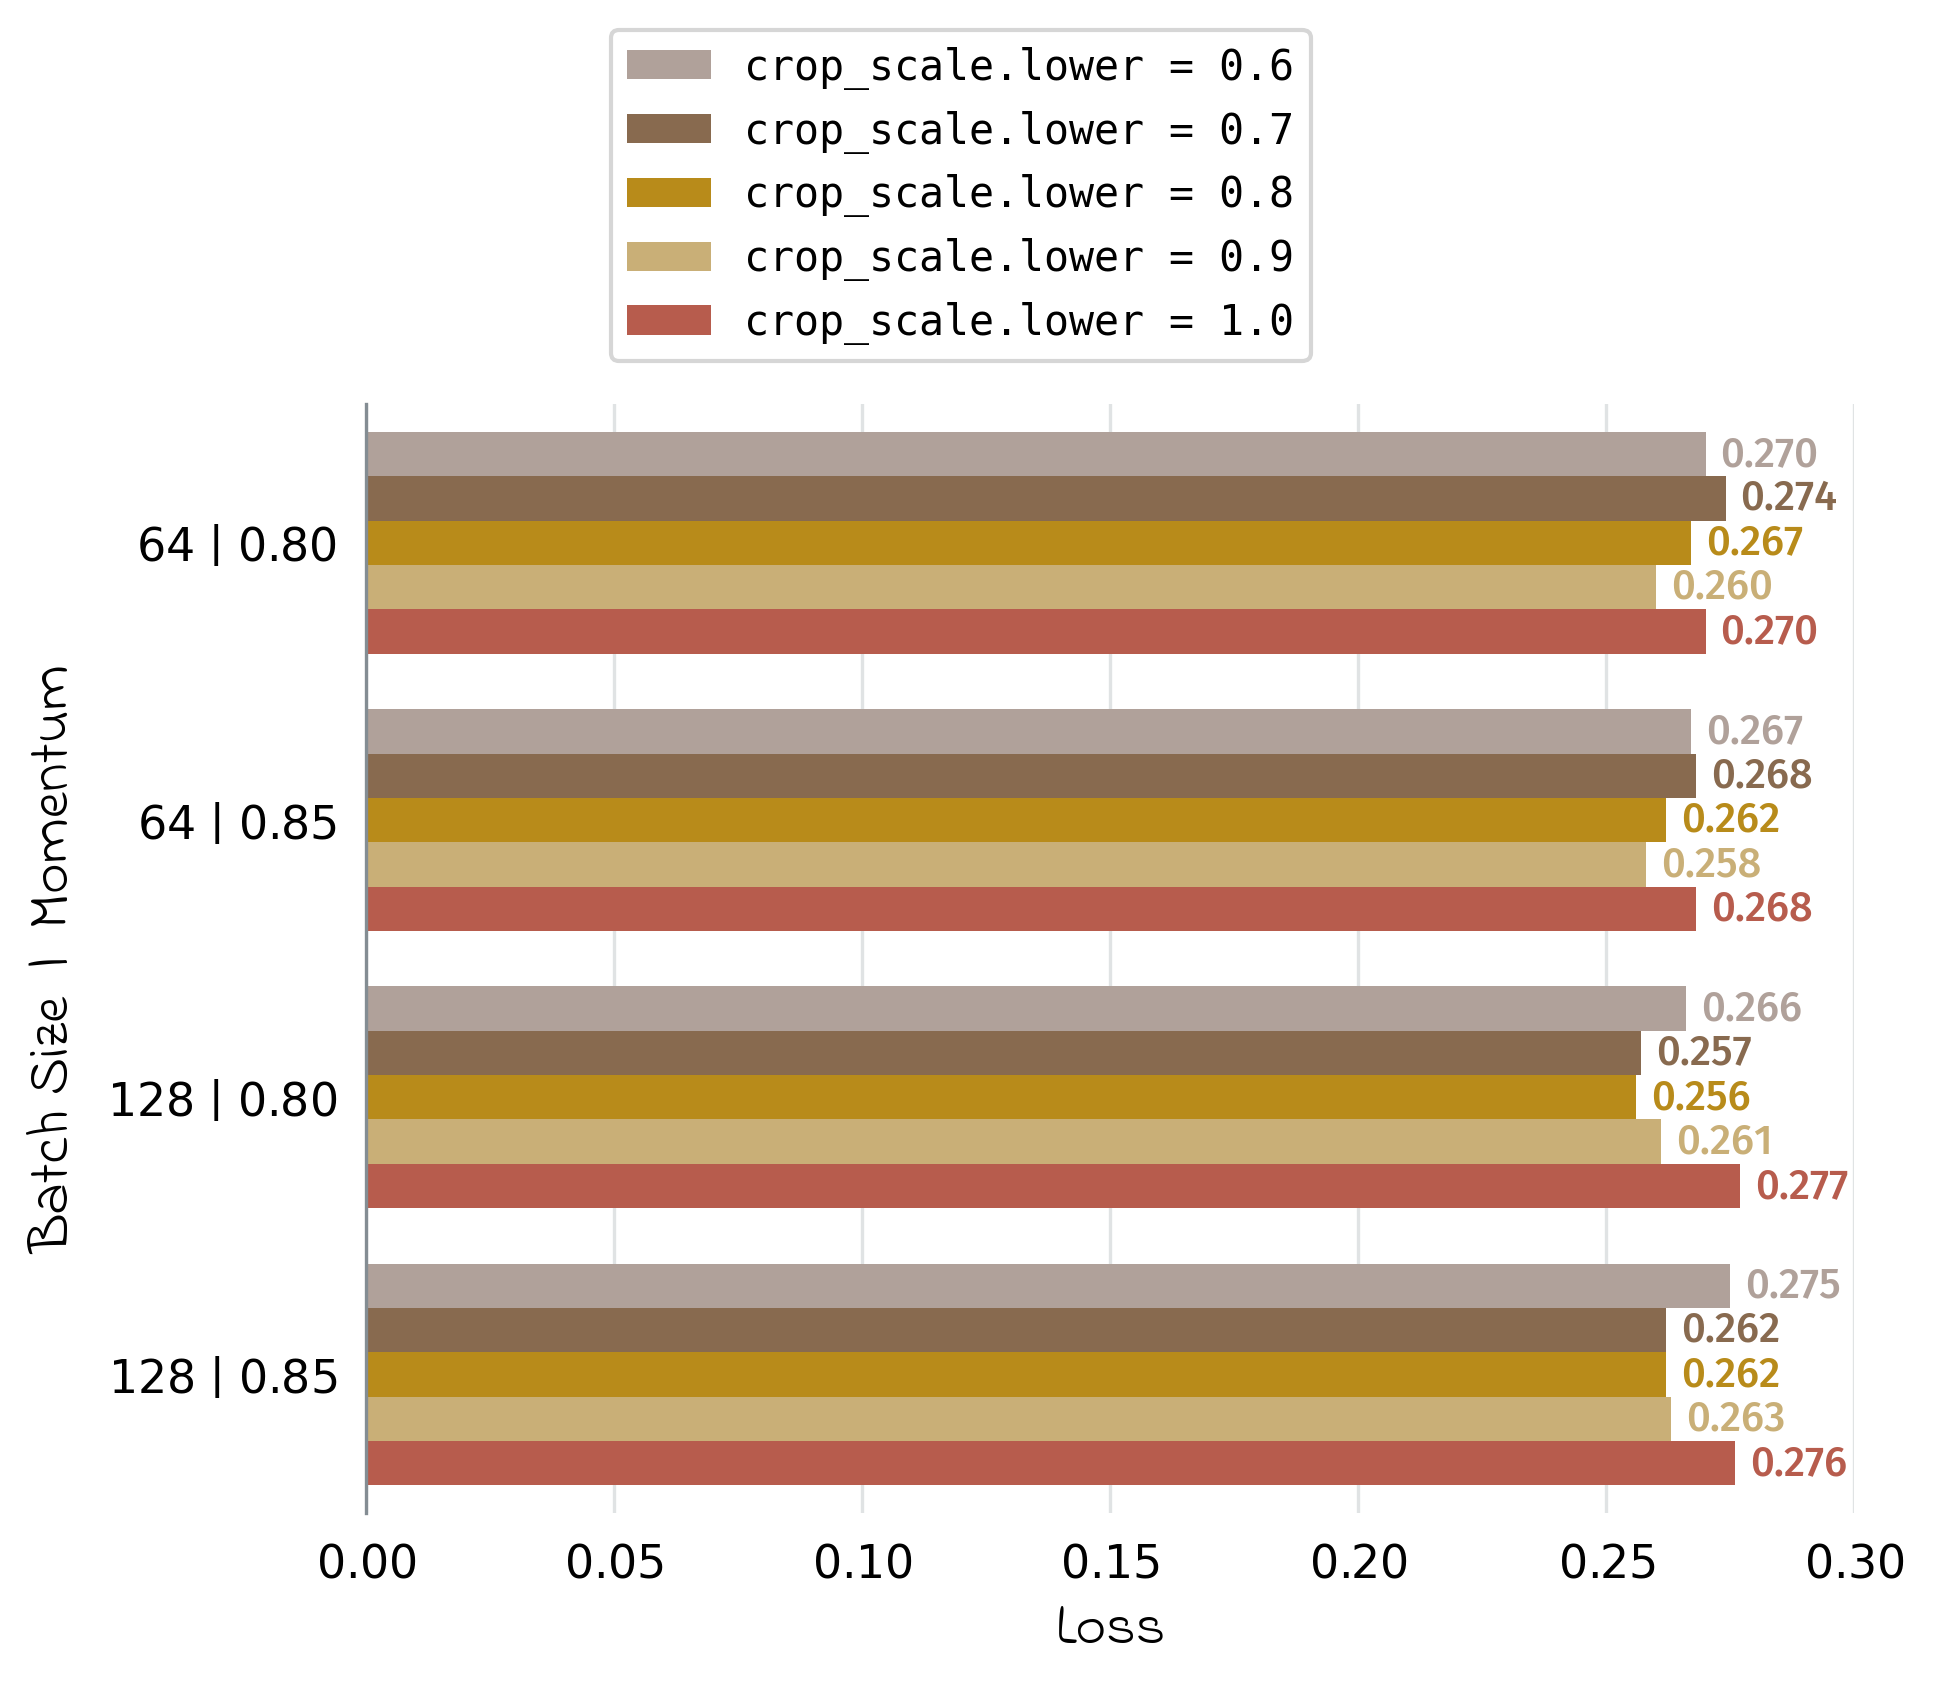 crop_scale.lower = 0.6
crop_scale.lower = 0.7
crop_scale.lower = 0.8
crop_scale.lower = 0.9
crop_scale.lower = 1.0
Batch Size | Momentum
64 | 0.80
0.270
0.274
0.267
0.260
0.270
64 | 0.85
0.267
0.268
0.262
0.258
0.268
128 | 0.80
0.266
0.257
0.256
0.261
0.277
128 | 0.85
0.275
0.262
0.262
0.263
0.276
0.00 0.05 0.10 0.15 0.20 0.25 0.30
Loss